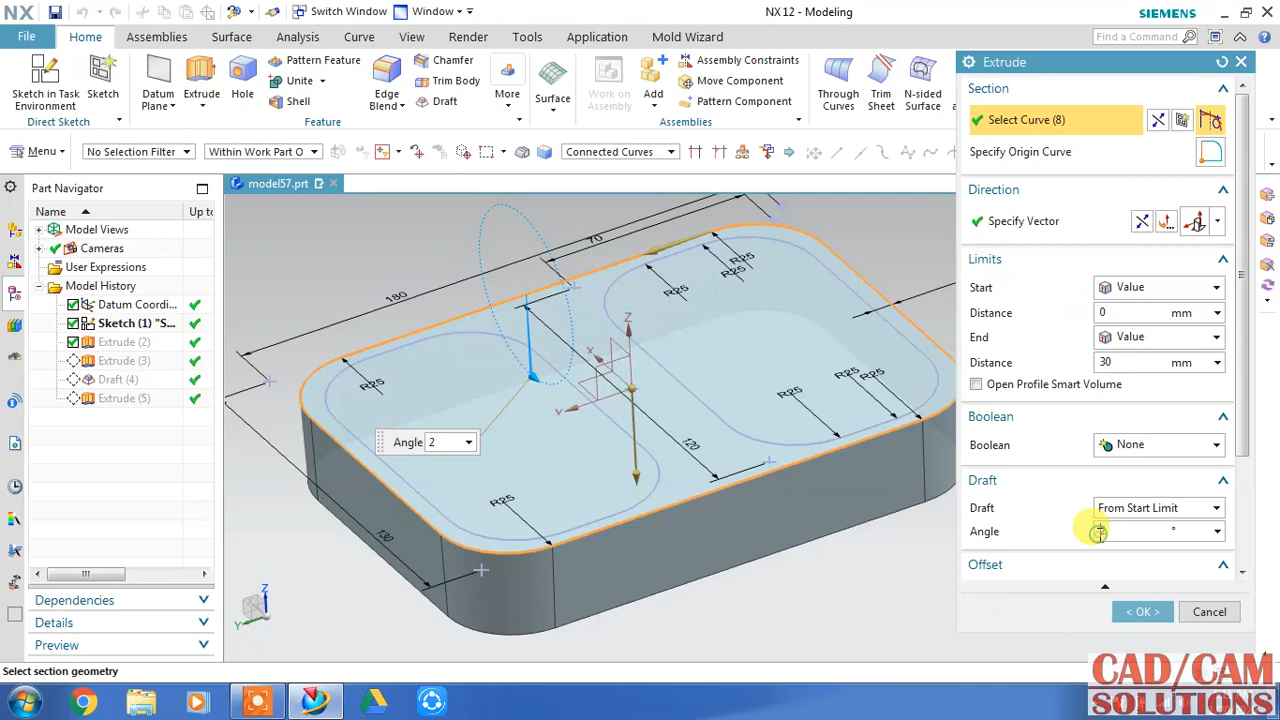 NX
Switch Window
Window
NX 12 - Modeling
SIEMENS
File
Home
Assemblies
Surface
Analysis
Curve
View
Render
Tools
Application
Mold Wizard
Find a Command
Sketch in Task Environment
Sketch
Direct Sketch
Datum Plane
Extrude
Hole
Pattern Feature
Unite
Shell
Edge Blend
Chamfer
Trim Body
Draft
More
Feature
Surface
Work on Assembly
Add
Assembly Constraints
Move Component
Pattern Component
Assemblies
Through Curves
Trim Sheet
N-sided Surface
Menu
No Selection Filter
Within Work Part O
Connected Curves
Part Navigator
Name
Up to
Model Views
Cameras
User Expressions
Model History
Datum Coordi...
Sketch (1) "S...
Extrude (2)
Extrude (3)
Draft (4)
Extrude (5)
Dependencies
Details
Preview
model57.prt
70
180
R25
R25
R25
R25
R25
R25
R25
R25
120
130
Z
X
Y
Angle 2
Z
Y
Extrude
Section
Select Curve (8)
Specify Origin Curve
Direction
Specify Vector
Limits
Start
Value
Distance
0 mm
End
Value
Distance
30 mm
Open Profile Smart Volume
Boolean
Boolean
None
Draft
Draft
From Start Limit
Angle
°
Offset
< OK >
Cancel
Select section geometry
CAD/CAM
SOLUTIONS